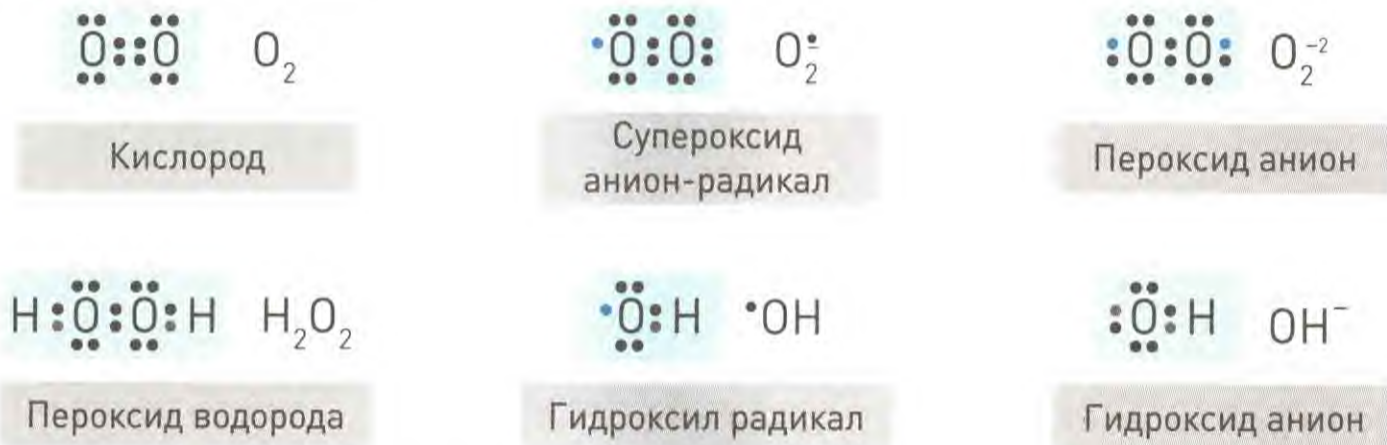 O::O O₂
•O:O: O₂•⁻
:O:O: O₂⁻²
Кислород
Супероксид
анион-радикал
Пероксид анион
H:O:O:H H₂O₂
•O:H •OH
:O:H OH⁻
Пероксид водорода
Гидроксил радикал
Гидроксид анион